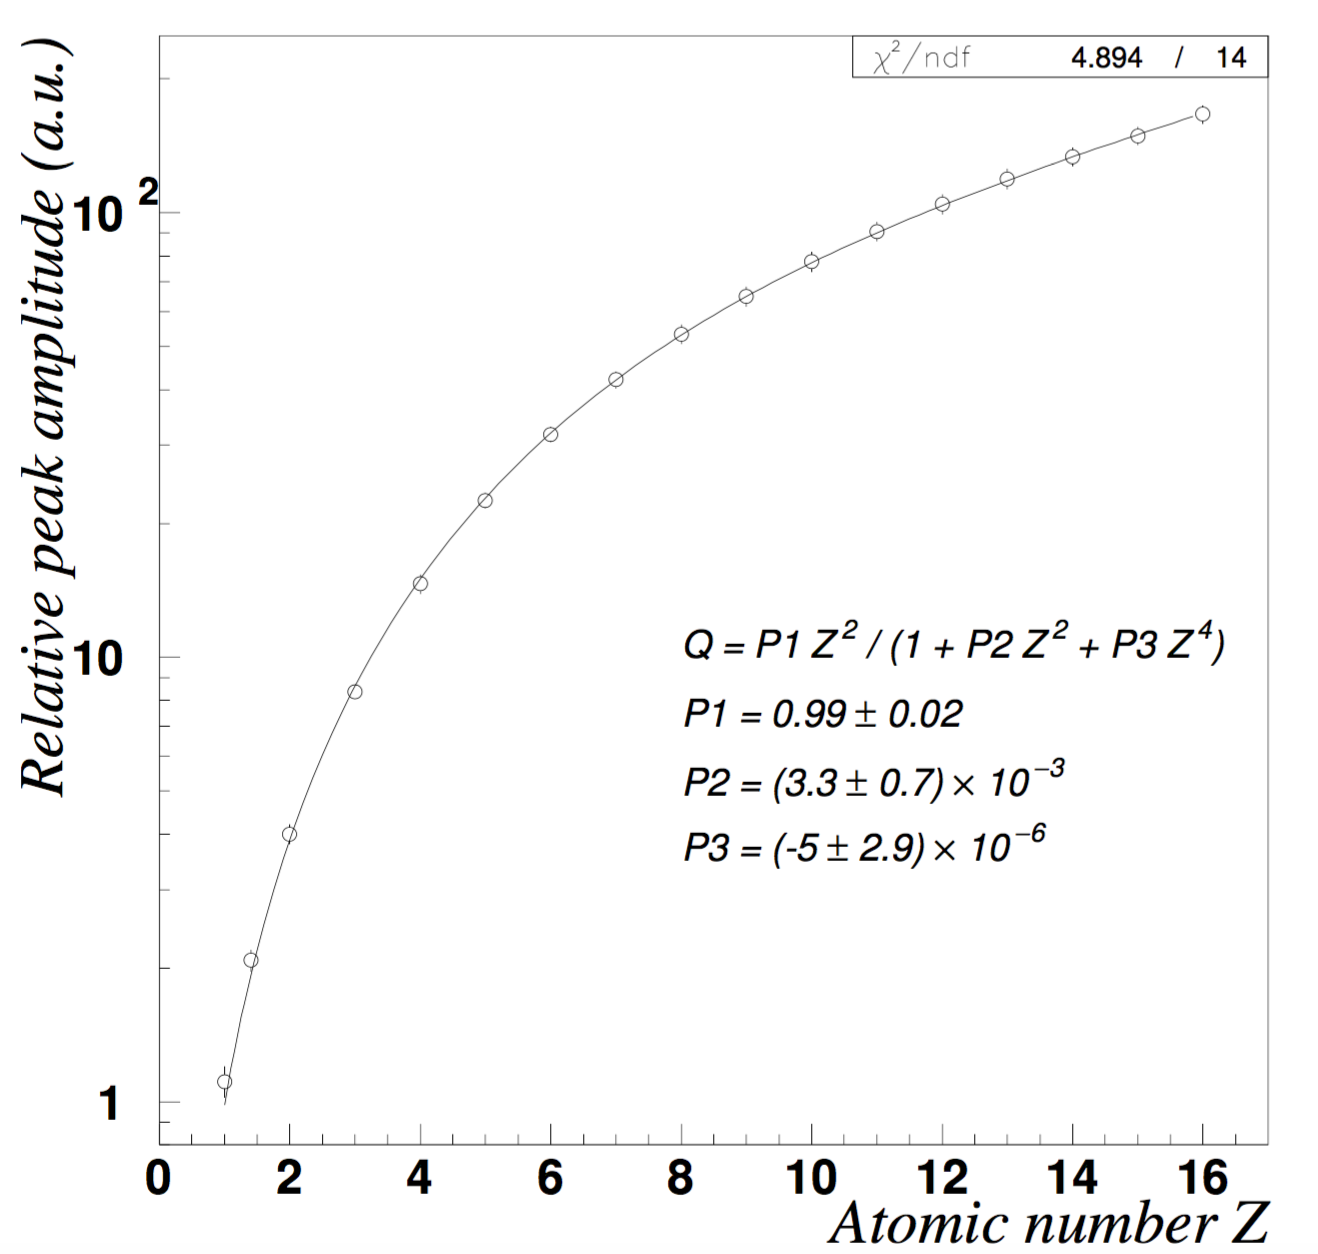 χ²/ndf 4.894 / 14
Relative peak amplitude (a.u.)
10²
10
1
Q = P1 Z² / (1 + P2 Z² + P3 Z⁴)
P1 = 0.99 ± 0.02
P2 = (3.3 ± 0.7) × 10⁻³
P3 = (-5 ± 2.9) × 10⁻⁶
0 2 4 6 8 10 12 14 16
Atomic number Z